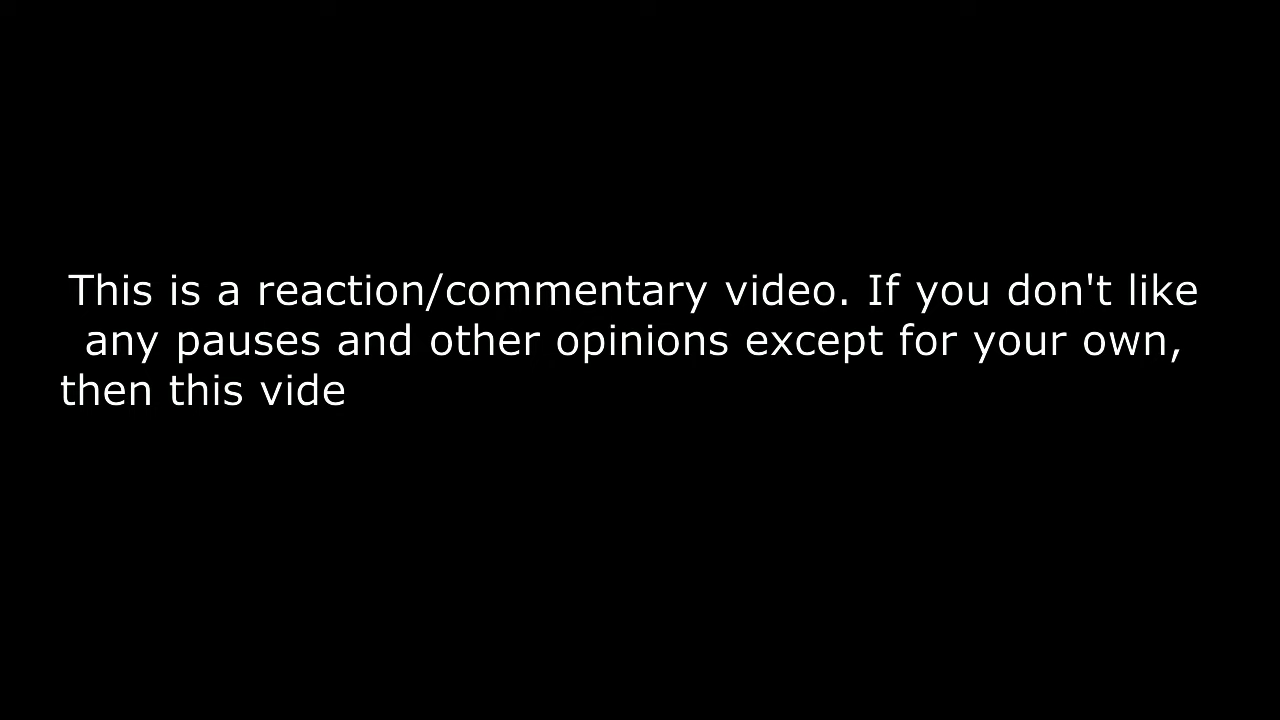 This is a reaction/commentary video. If you don't like
any pauses and other opinions except for your own,
then this vide